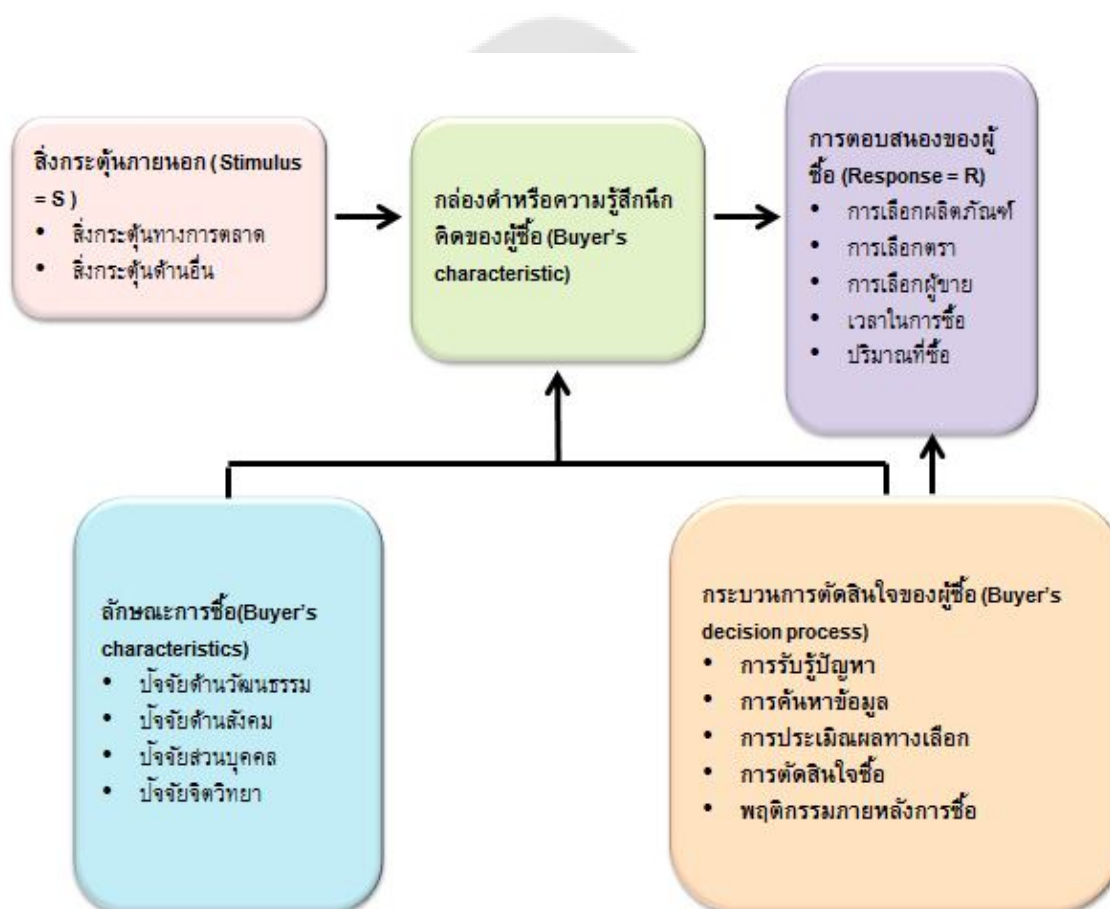 สิ่งกระตุ้นภายนอก ( Stimulus
= S )
• สิ่งกระตุ้นทางการตลาด
• สิ่งกระตุ้นด้านอื่น
กล่องดำหรือความรู้สึกนึก
คิดของผู้ซื้อ (Buyer's
characteristic)
การตอบสนองของผู้
ซื้อ (Response = R)
• การเลือกผลิตภัณฑ์
• การเลือกตรา
• การเลือกผู้ขาย
• เวลาในการซื้อ
• ปริมาณที่ซื้อ
ลักษณะการซื้อ(Buyer's
characteristics)
• ปัจจัยด้านวัฒนธรรม
• ปัจจัยด้านสังคม
• ปัจจัยส่วนบุคคล
• ปัจจัยจิตวิทยา
กระบวนการตัดสินใจของผู้ซื้อ (Buyer's
decision process)
• การรับรู้ปัญหา
• การค้นหาข้อมูล
• การประเมิณผลทางเลือก
• การตัดสินใจซื้อ
• พฤติกรรมภายหลังการซื้อ